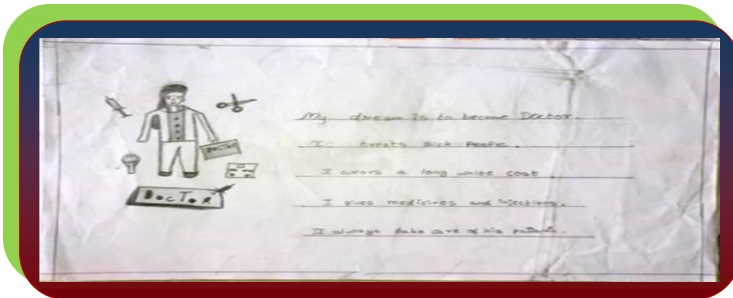 My dream is to become Doctor.
I treats sick People.
I wears a long white coat.
I gives medicines and injections.
I always take care of his patients.
DOCTOR
DOCTOR